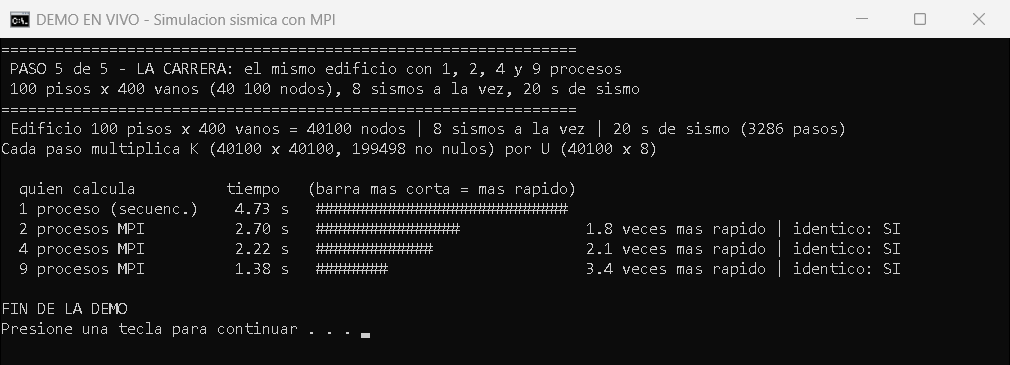 DEMO EN VIVO - Simulacion sismica con MPI
================================================================
PASO 5 de 5 - LA CARRERA: el mismo edificio con 1, 2, 4 y 9 procesos
100 pisos x 400 vanos (40 100 nodos), 8 sismos a la vez, 20 s de sismo
================================================================
Edificio 100 pisos x 400 vanos = 40100 nodos | 8 sismos a la vez | 20 s de sismo (3286 pasos)
Cada paso multiplica K (40100 x 40100, 199498 no nulos) por U (40100 x 8)
quien calcula tiempo (barra mas corta = mas rapido)
1 proceso (secuenc.) 4.73 s ############################
2 procesos MPI 2.70 s ################ 1.8 veces mas rapido | identico: SI
4 procesos MPI 2.22 s ############# 2.1 veces mas rapido | identico: SI
9 procesos MPI 1.38 s ######## 3.4 veces mas rapido | identico: SI
FIN DE LA DEMO
Presione una tecla para continuar . . .